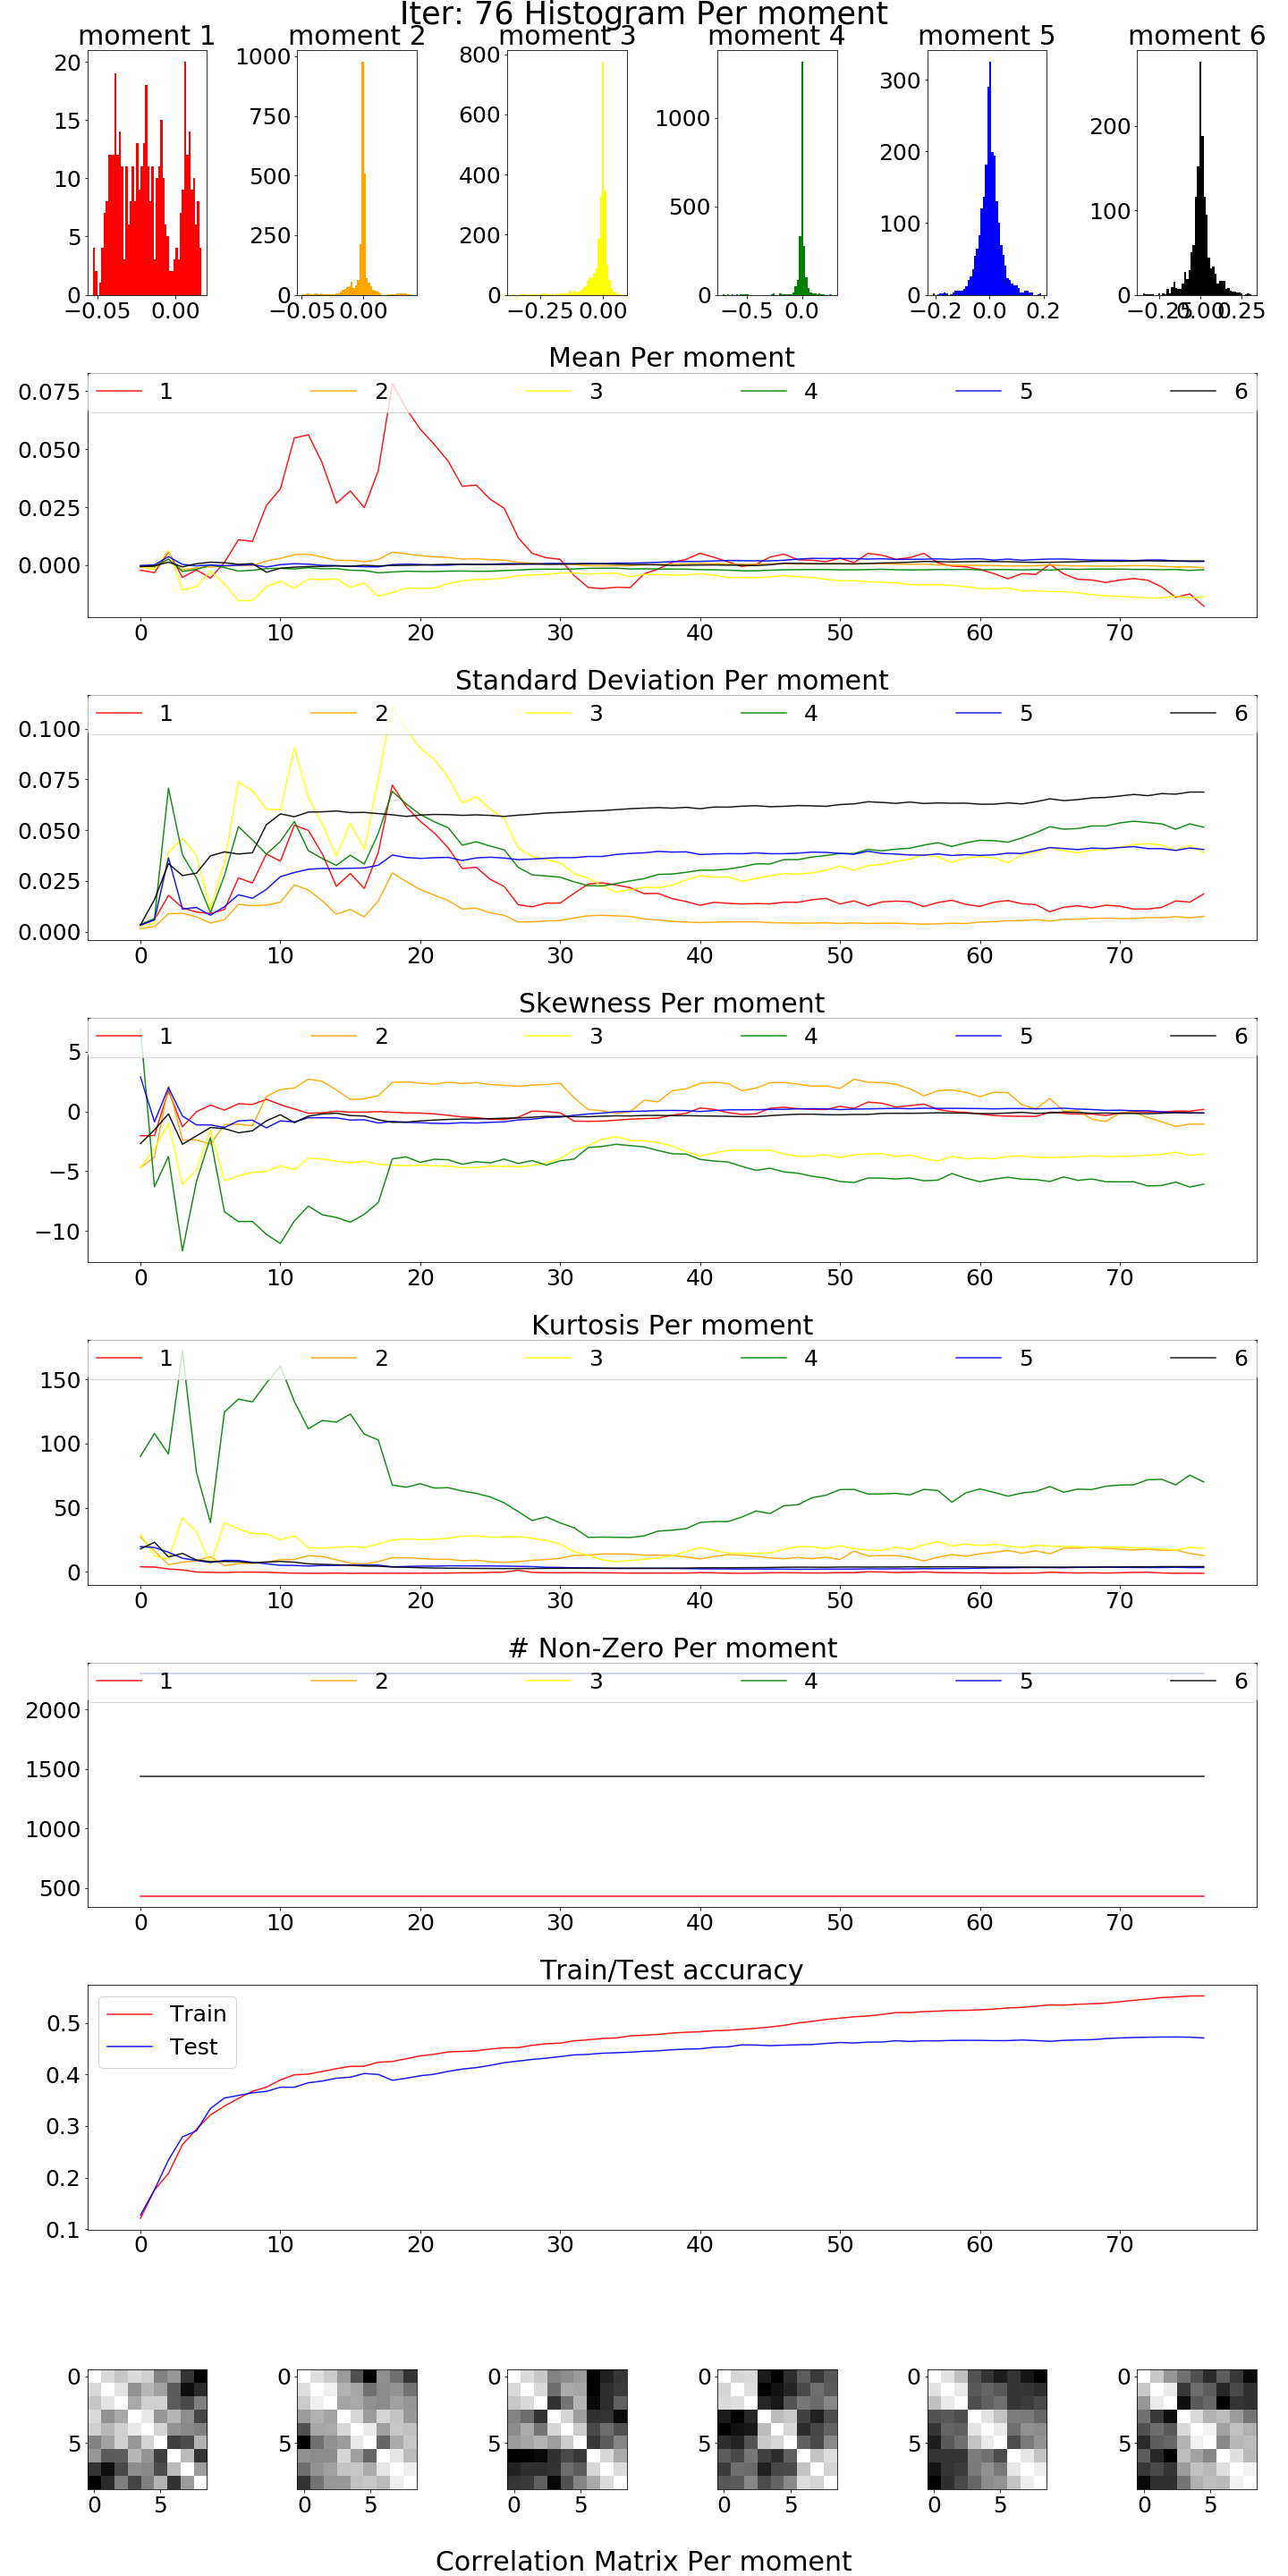 Iter: 76 Histogram Per moment
moment 1 moment 2 moment 3 moment 4 moment 5 moment 6
20 15 10 5 0
−0.05 0.00
1000 750 500 250 0
−0.05 0.00
800 600 400 200 0
−0.25 0.00
1000 500 0
−0.5 0.0
300 200 100 0
−0.2 0.0 0.2
200 100 0
−0.25 0.00 0.25
Mean Per moment
1 2 3 4 5 6
0.075
0.050
0.025
0.000
0 10 20 30 40 50 60 70
Standard Deviation Per moment
1 2 3 4 5 6
0.100
0.075
0.050
0.025
0.000
0 10 20 30 40 50 60 70
Skewness Per moment
1 2 3 4 5 6
5
0
−5
−10
0 10 20 30 40 50 60 70
Kurtosis Per moment
1 2 3 4 5 6
150
100
50
0
0 10 20 30 40 50 60 70
# Non-Zero Per moment
1 2 3 4 5 6
2000
1500
1000
500
0 10 20 30 40 50 60 70
Train/Test accuracy
Train
Test
0.5
0.4
0.3
0.2
0.1
0 10 20 30 40 50 60 70
0 0 0 0 0 0
5 5 5 5 5 5
0 5 0 5 0 5 0 5 0 5 0 5
Correlation Matrix Per moment